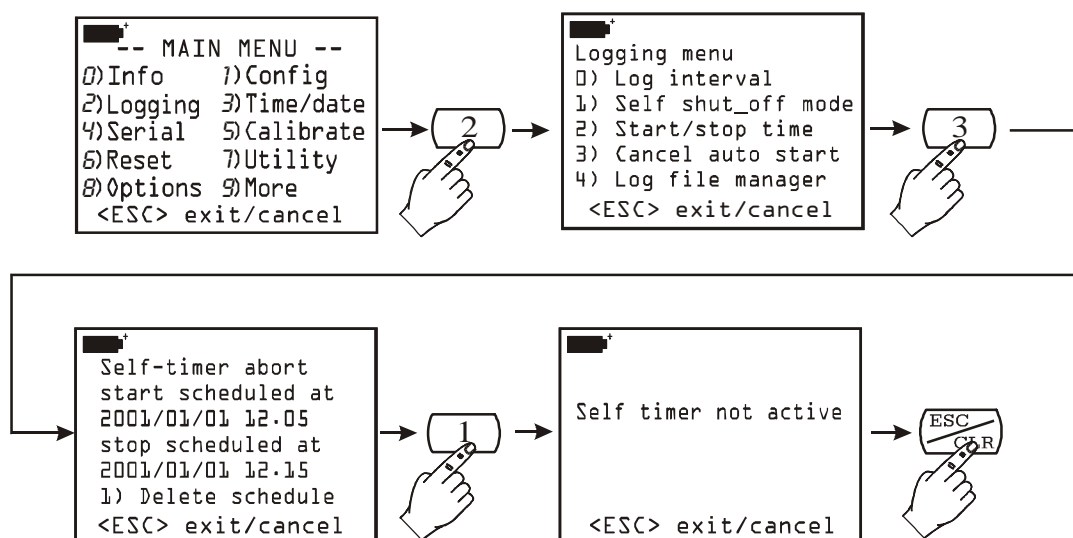 -- MAIN MENU --
0) Info 1) Config
2) Logging 3) Time/date
4) Serial 5) Calibrate
6) Reset 7) Utility
8) Options 9) More
<ESC> exit/cancel
2
Logging menu
0) Log interval
1) Self shut_off mode
2) Start/stop time
3) Cancel auto start
4) Log file manager
<ESC> exit/cancel
3
Self-timer abort
start scheduled at
2001/01/01 12.05
stop scheduled at
2001/01/01 12.15
1) Delete schedule
<ESC> exit/cancel
1
Self timer not active
<ESC> exit/cancel
ESC
CLR